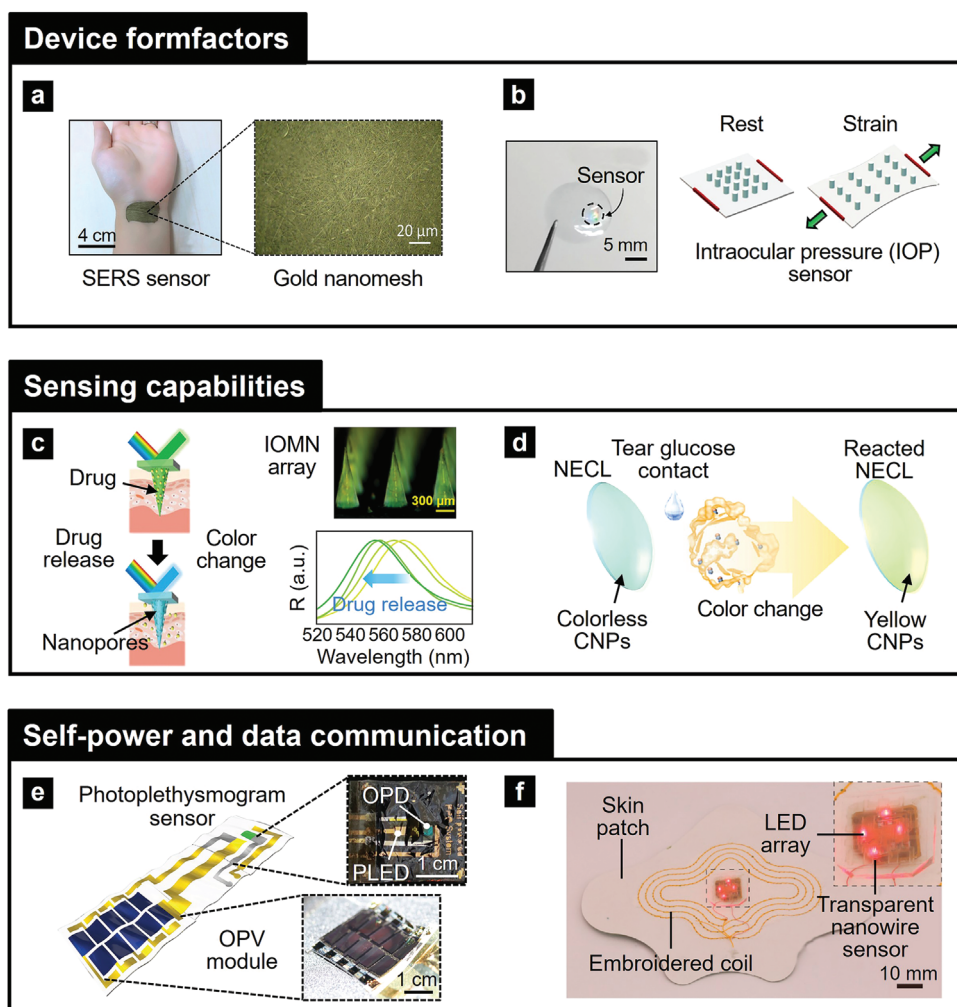 Device formfactors
a
4 cm
SERS sensor
20 µm
Gold nanomesh
b
Sensor
5 mm
Rest
Strain
Intraocular pressure (IOP)
sensor
Sensing capabilities
c
Drug
Drug
release
Color
change
Nanopores
IOMN
array
300 µm
R (a.u.)
Drug release
520 540 560 580 600
Wavelength (nm)
d
NECL
Tear glucose
contact
Reacted
NECL
Colorless
CNPs
Color change
Yellow
CNPs
Self-power and data communication
e
Photoplethysmogram
sensor
OPD
PLED
1 cm
OPV
module
1 cm
f
Skin
patch
LED
array
Transparent
nanowire
sensor
Embroidered coil
10 mm